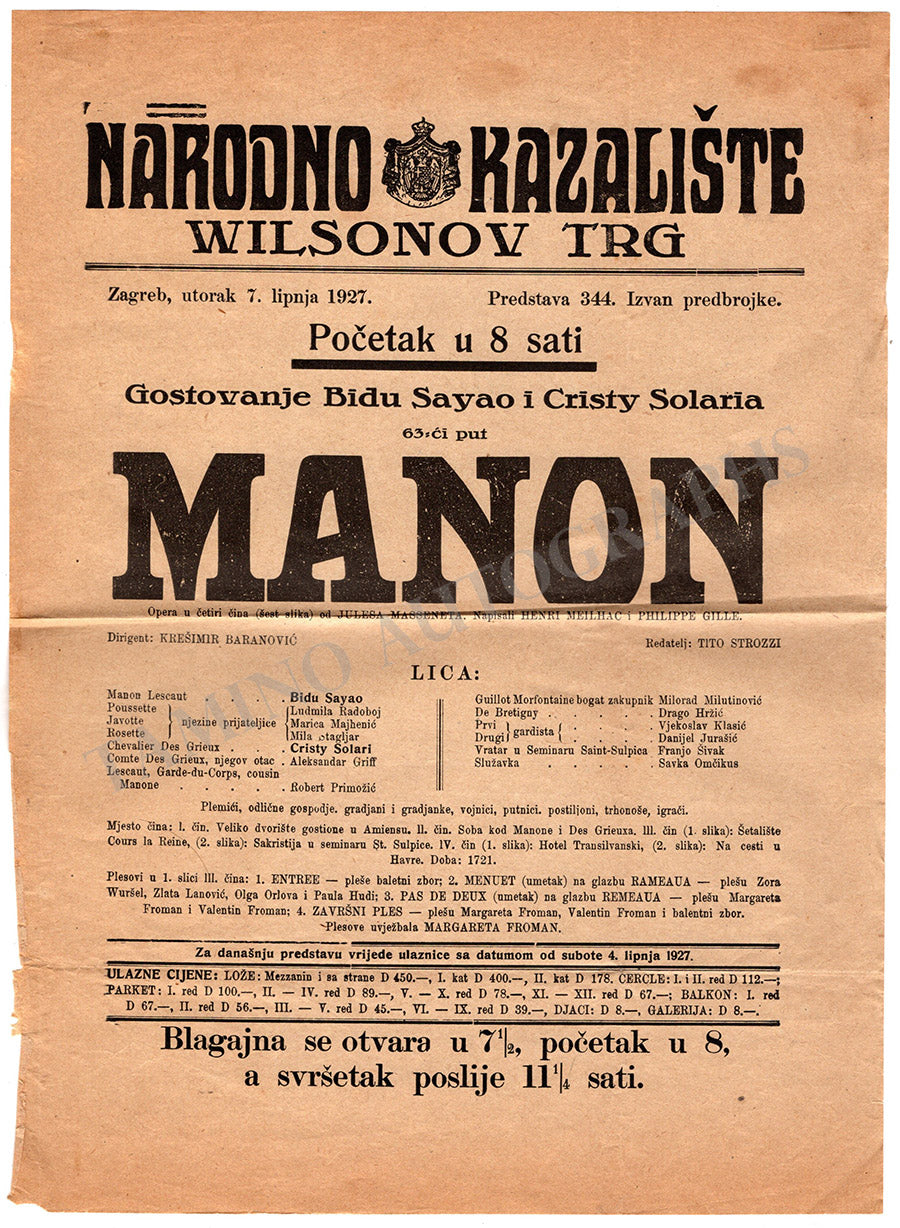 NARODNO KAZALIŠTE
WILSONOV TRG
Zagreb, utorak 7. lipnja 1927. Predstava 344. Izvan predbrojke.
Početak u 8 sati
Gostovanje Bidu Sayao i Cristy Solaria
63=ći put
MANON
Opera u četiri čina (šest slika) od JULESA MASSENETA. Napisali HENRI MEILHAC i PHILIPPE GILLE.
Dirigent: KREŠIMIR BARANOVIĆ Redatelj: TITO STROZZI
LICA:
Manon Lescaut . . . Bidu Sayao
Poussette
Javotte
Rosette
} njezine prijateljice {
Ludmila Radoboj
Marica Majhenić
Mila Stagljar
Chevalier Des Grieux . . . Cristy Solari
Comte Des Grieux, njegov otac . Aleksandar Griff
Lescaut, Garde-du-Corps, cousin
Manone . . . . . Robert Primožić
Guillot Morfontaine bogat zakupnik Milorad Milutinović
De Bretigny . . . . . Drago Hržić
Prvi } gardista { . . . . Vjekoslav Klasić
Drugi } gardista { . . . . Danijel Jurašić
Vratar u Seminaru Saint-Sulpica Franjo Šivak
Služavka . . . . . Savka Omčikus
Plemići, odlične gospodje. gradjani i gradjanke, vojnici, putnici. postiljoni, trhonoše, igrači.
Mjesto čina: I. čin. Veliko dvorište gostione u Amiensu. II. čin. Soba kod Manone i Des Grieuxa. III. čin (1. slika): Šetalište
Cours la Reine, (2. slika): Sakristija u seminaru St. Sulpice. IV. čin (1. slika): Hotel Transilvanski, (2. slika): Na cesti u
Havre. Doba: 1721.
Plesovi u 1. slici III. čina: 1. ENTREE — pleše baletni zbor; 2. MENUET (umetak) na glazbu RAMEAUA — plešu Zora
Wuršel, Zlata Lanović, Olga Orlova i Paula Hudi; 3. PAS DE DEUX (umetak) na glazbu REMEAUA — plešu Margareta
Froman i Valentin Froman; 4. ZAVRŠNI PLES — plešu Margareta Froman, Valentin Froman i balentni zbor.
Plesove uvježbala MARGARETA FROMAN.
Za današnju predstavu vrijede ulaznice sa datumom od subote 4. lipnja 1927.
ULAZNE CIJENE: LOŽE: Mezzanin i sa strane D 450.—, I. kat D 400.—, II. kat D 178. CERCLE: I. i II. red D 112.—;
PARKET: I. red D 100.—, II. — IV. red D 89.—, V. — X. red D 78.—, XI. — XII. red D 67.—; BALKON: I. red
D 67.—, II. red D 56.—, III. — V. red D 45.—, VI. — IX. red D 39.—, DJACI: D 8.—, GALERIJA: D 8.—.
Blagajna se otvara u 7 1/2, početak u 8,
a svršetak poslije 11 1/4 sati.
TAMINO AUTOGRAPHS